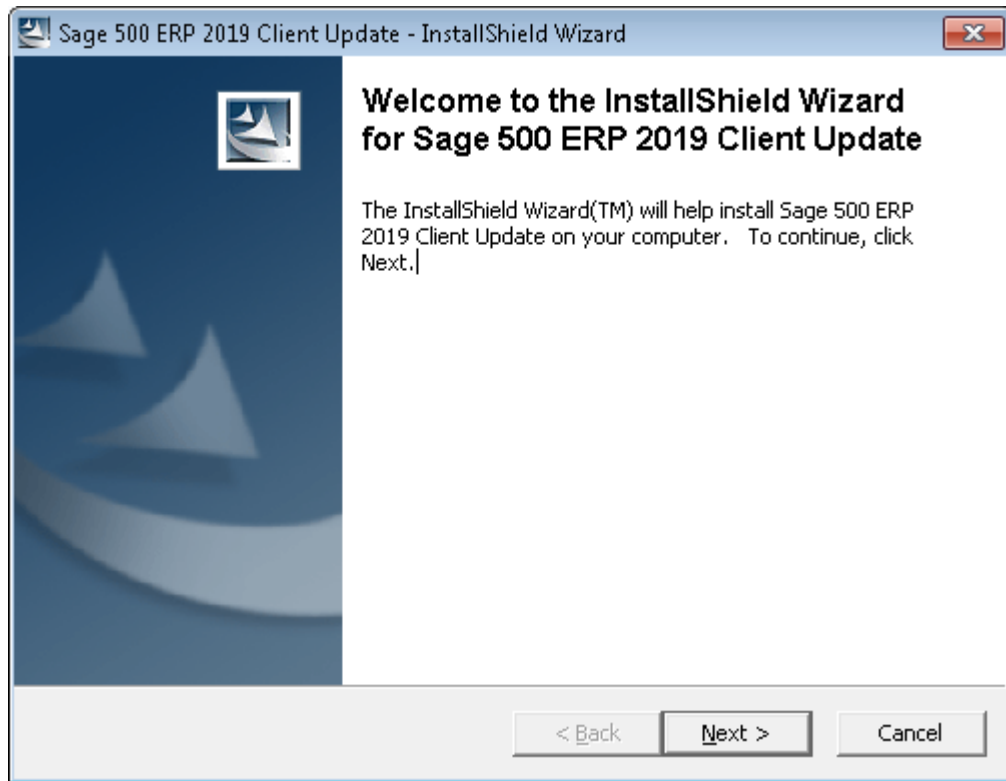 Sage 500 ERP 2019 Client Update - InstallShield Wizard
Welcome to the InstallShield Wizard
for Sage 500 ERP 2019 Client Update
The InstallShield Wizard(TM) will help install Sage 500 ERP
2019 Client Update on your computer.   To continue, click
Next.
< Back
Next >
Cancel